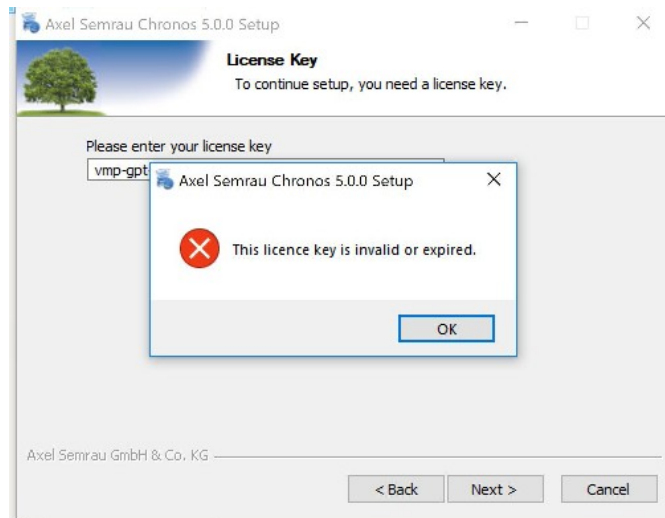 Axel Semrau Chronos 5.0.0 Setup
License Key
To continue setup, you need a license key.
Please enter your license key
vmp-gpt
Axel Semrau Chronos 5.0.0 Setup
This licence key is invalid or expired.
OK
Axel Semrau GmbH & Co. KG
< Back Next > Cancel